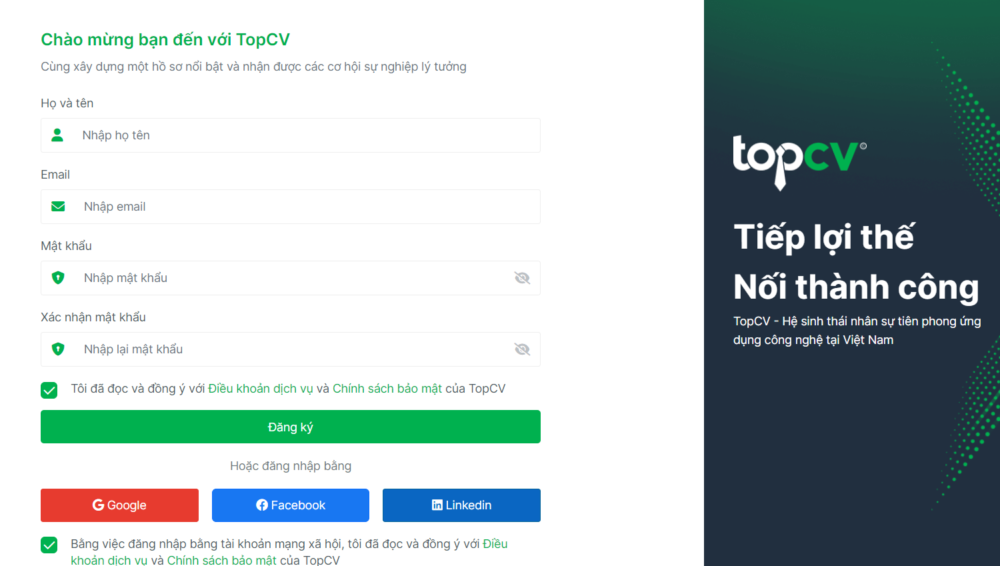 Chào mừng bạn đến với TopCV
Cùng xây dựng một hồ sơ nổi bật và nhận được các cơ hội sự nghiệp lý tưởng
Họ và tên
Nhập họ tên
Email
Nhập email
Mật khẩu
Nhập mật khẩu
Xác nhận mật khẩu
Nhập lại mật khẩu
Tôi đã đọc và đồng ý với Điều khoản dịch vụ và Chính sách bảo mật của TopCV
Đăng ký
Hoặc đăng nhập bằng
Google
Facebook
Linkedin
Bằng việc đăng nhập bằng tài khoản mạng xã hội, tôi đã đọc và đồng ý với Điều
khoản dịch vụ và Chính sách bảo mật của TopCV
topcv©
Tiếp lợi thế
Nối thành công
TopCV - Hệ sinh thái nhân sự tiên phong ứng
dụng công nghệ tại Việt Nam